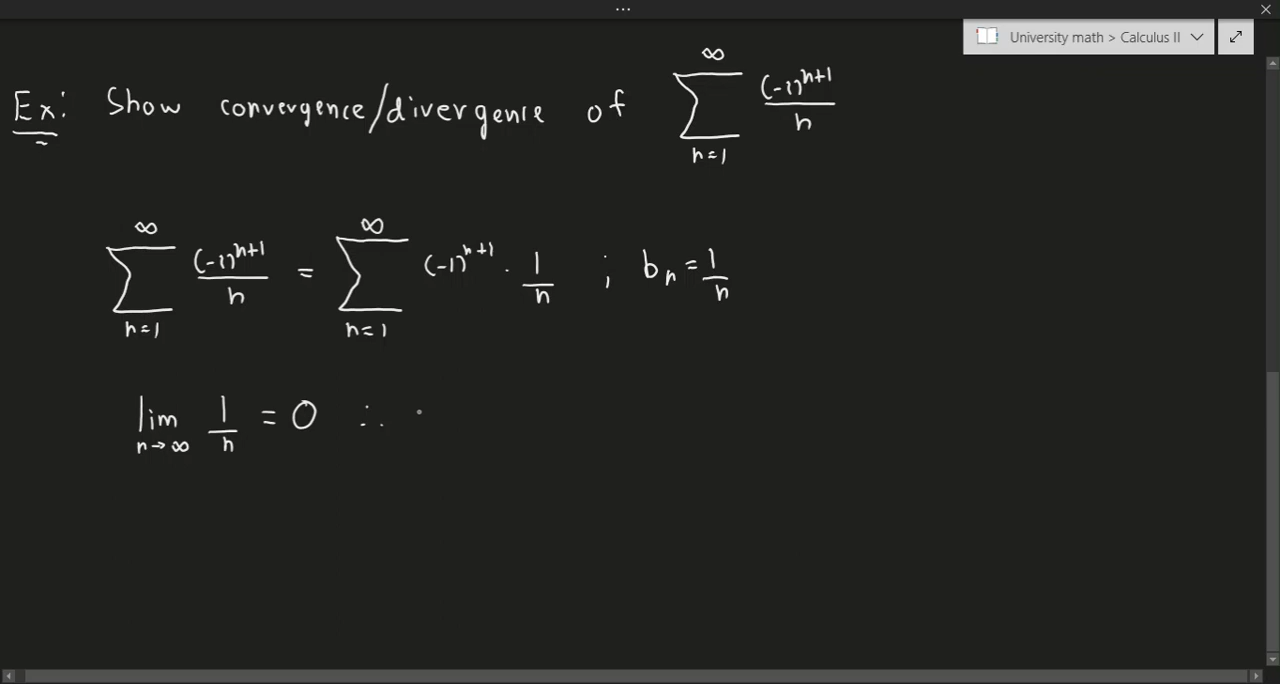 ...
University math > Calculus II
Ex: Show convergence/divergence of ∑_{n=1}^{∞} (-1)^{n+1}/n
∑_{n=1}^{∞} (-1)^{n+1}/n = ∑_{n=1}^{∞} (-1)^{n+1} · 1/n ; b_n = 1/n
lim_{n→∞} 1/n = 0 ∴